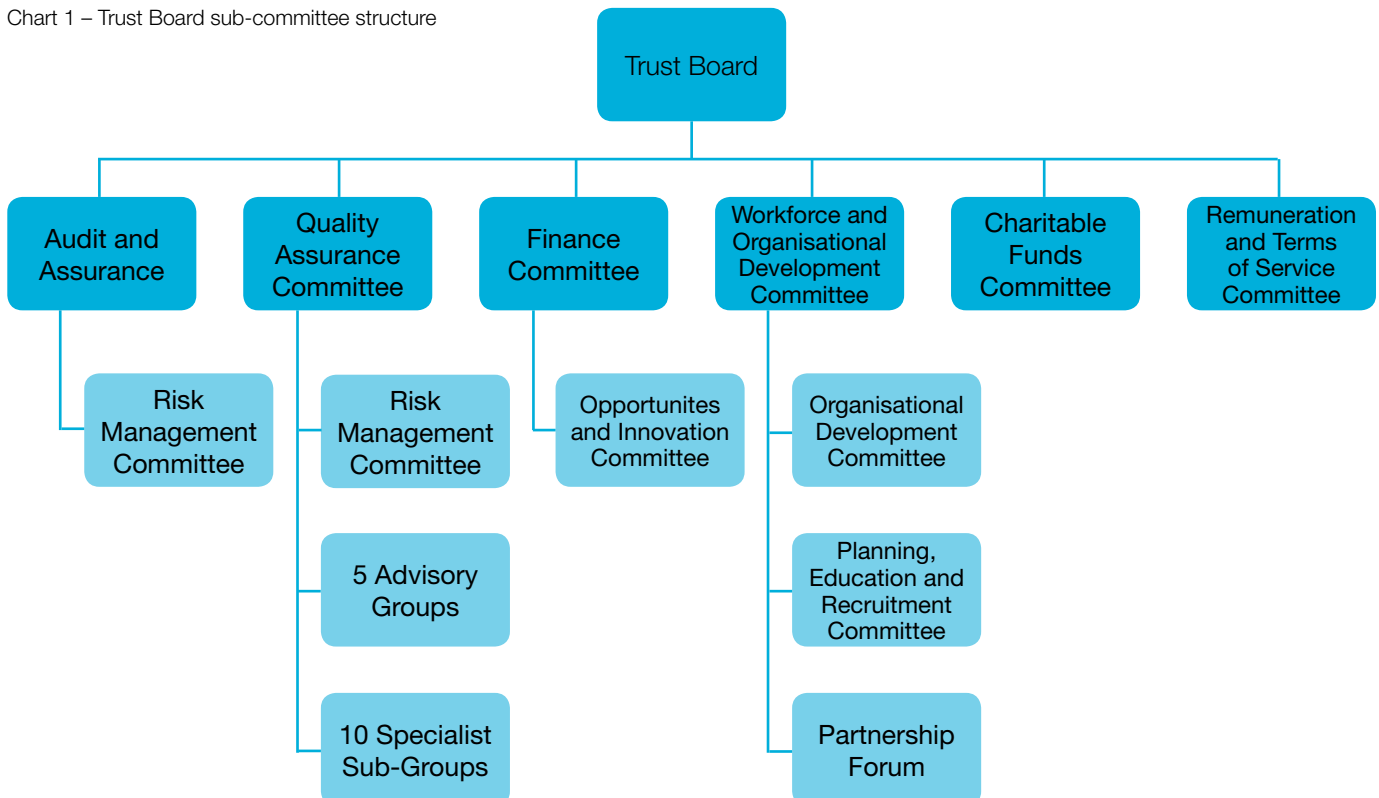 Chart 1 – Trust Board sub-committee structure
Trust Board
Audit and
Assurance
Quality
Assurance
Committee
Finance
Committee
Workforce and
Organisational
Development
Committee
Charitable
Funds
Committee
Remuneration
and Terms
of Service
Committee
Risk
Management
Committee
Risk
Management
Committee
Opportunites
and Innovation
Committee
Organisational
Development
Committee
5 Advisory
Groups
Planning,
Education and
Recruitment
Committee
10 Specialist
Sub-Groups
Partnership
Forum